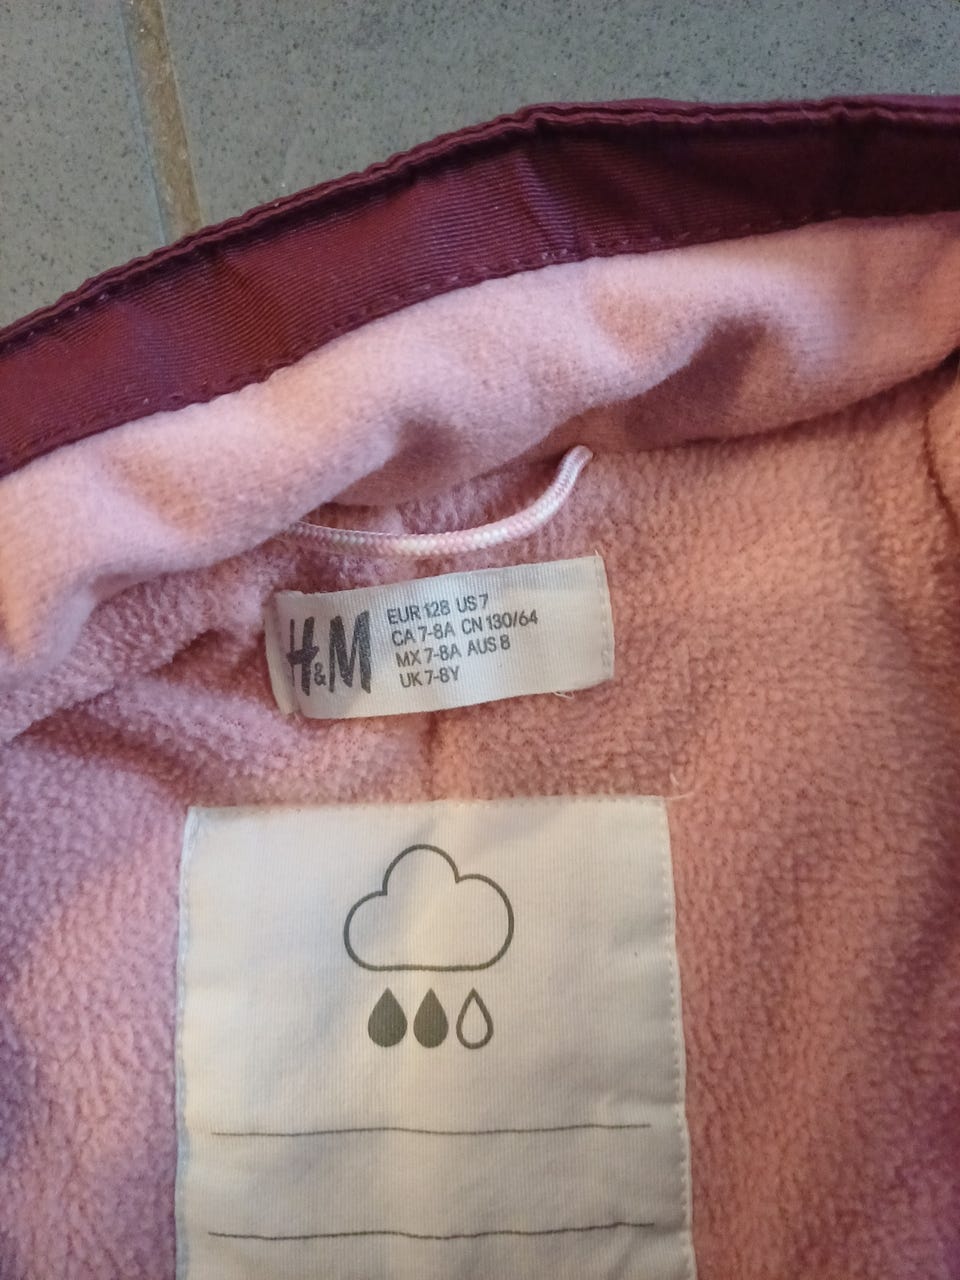 H&M
EUR 128 US 7
CA 7-8A CN 130/64
MX 7-8A AUS 8
UK 7-8Y